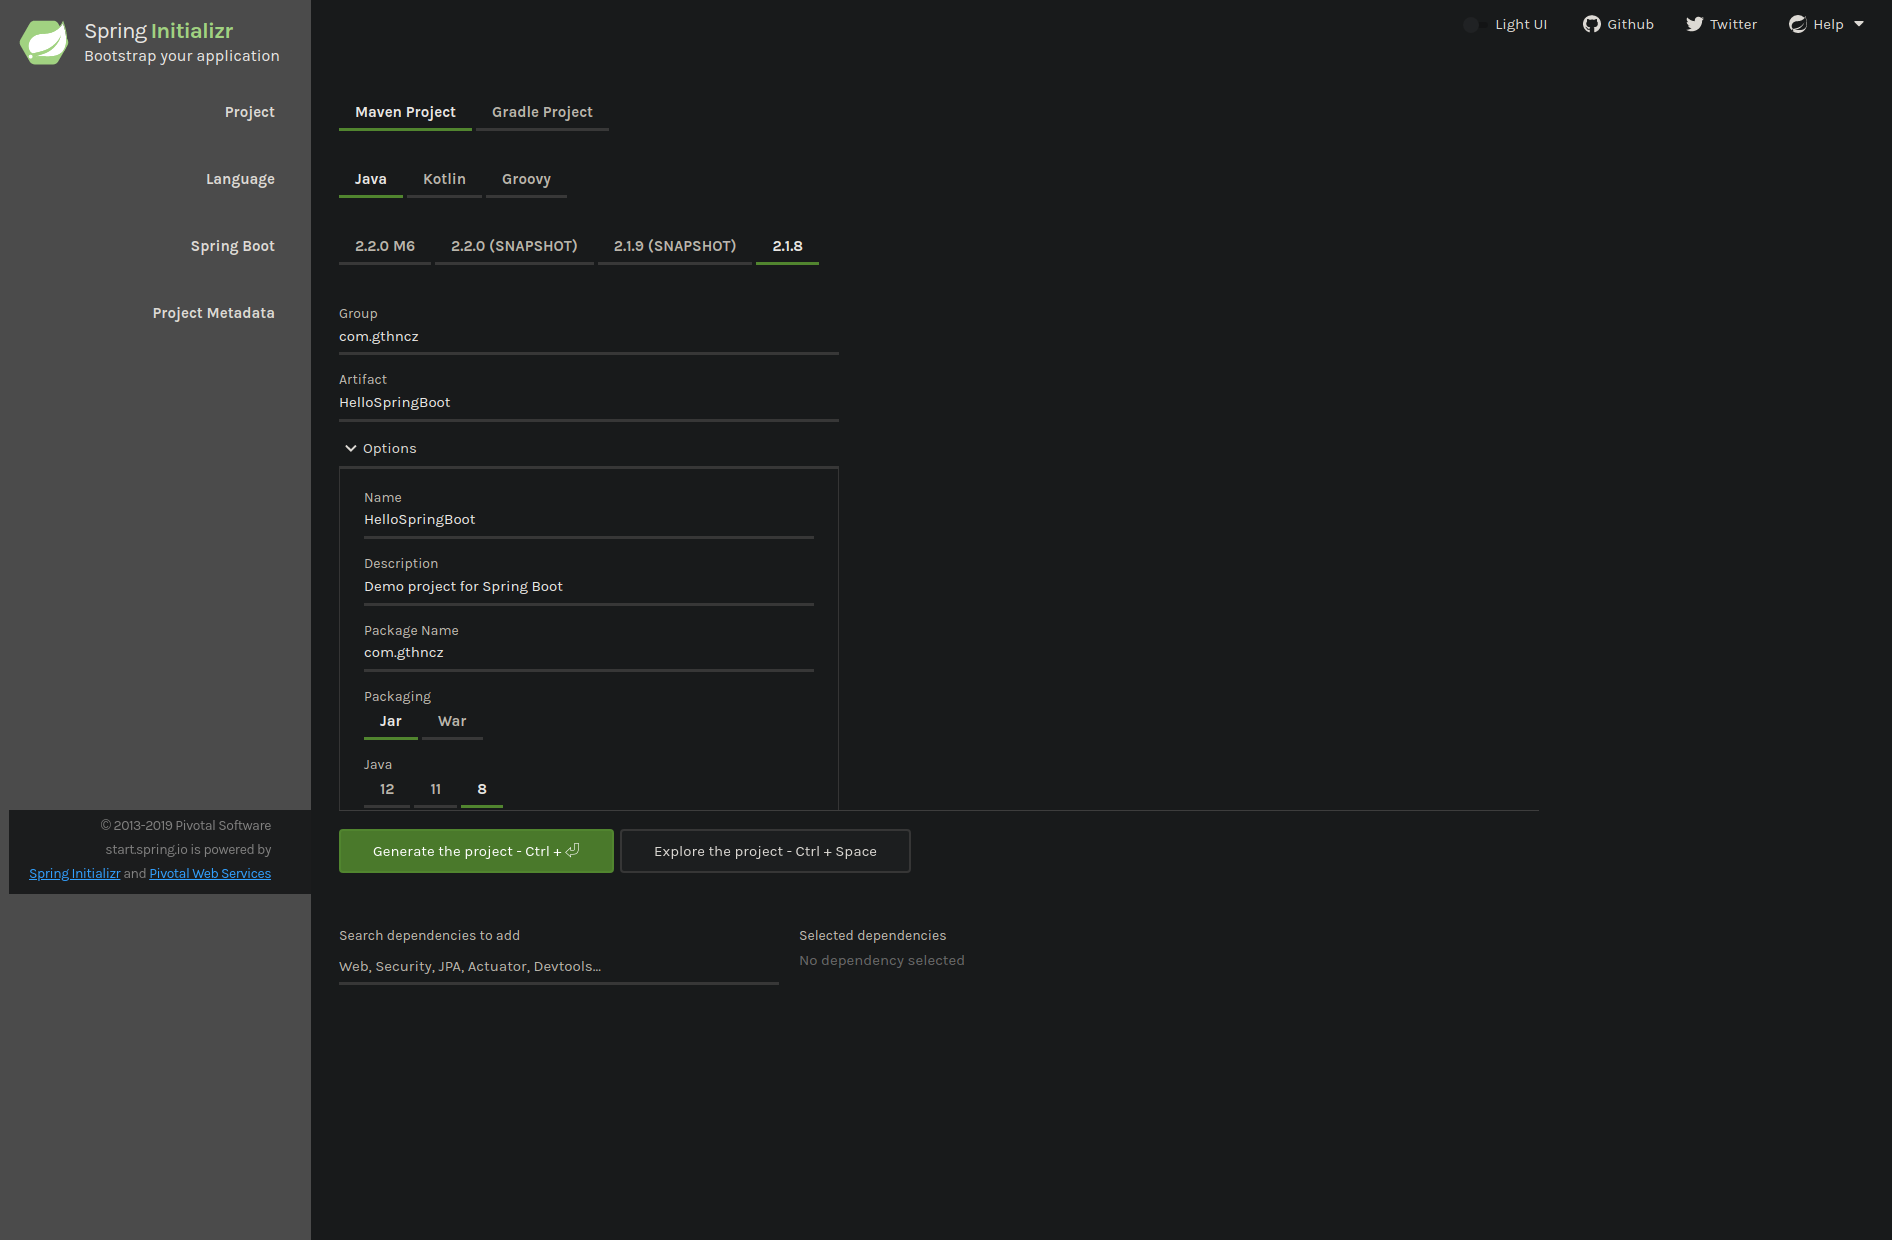 Spring Initializr
Bootstrap your application
Light UI
Github
Twitter
Help
Project
Maven Project
Gradle Project
Language
Java
Kotlin
Groovy
Spring Boot
2.2.0 M6
2.2.0 (SNAPSHOT)
2.1.9 (SNAPSHOT)
2.1.8
Project Metadata
Group
com.gthncz
Artifact
HelloSpringBoot
Options
Name
HelloSpringBoot
Description
Demo project for Spring Boot
Package Name
com.gthncz
Packaging
Jar
War
Java
12
11
8
© 2013-2019 Pivotal Software
start.spring.io is powered by
Spring Initializr and Pivotal Web Services
Generate the project - Ctrl + ⏎
Explore the project - Ctrl + Space
Search dependencies to add
Web, Security, JPA, Actuator, Devtools...
Selected dependencies
No dependency selected